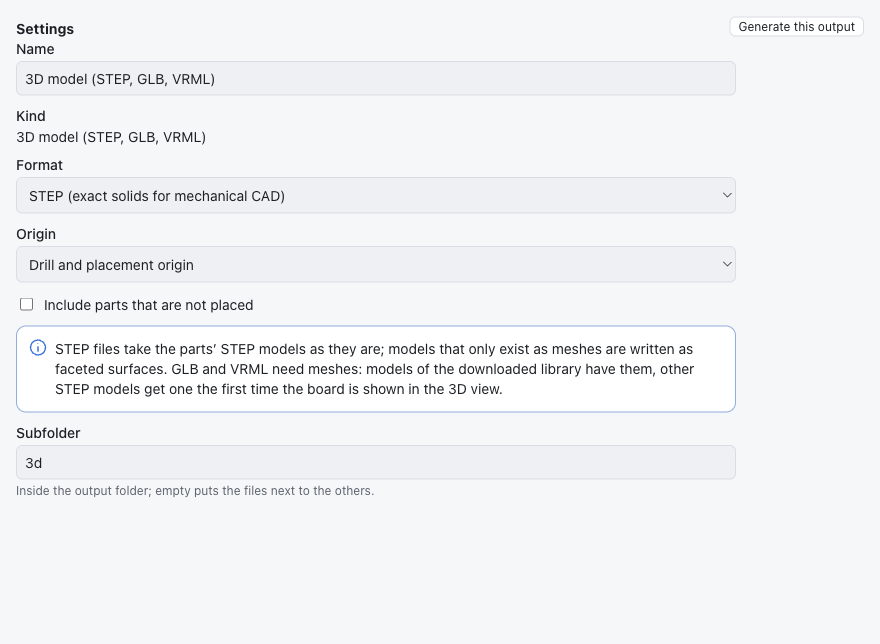 Settings
Generate this output
Name
3D model (STEP, GLB, VRML)
Kind
3D model (STEP, GLB, VRML)
Format
STEP (exact solids for mechanical CAD)
Origin
Drill and placement origin
Include parts that are not placed
STEP files take the parts’ STEP models as they are; models that only exist as meshes are written as
faceted surfaces. GLB and VRML need meshes: models of the downloaded library have them, other
STEP models get one the first time the board is shown in the 3D view.
Subfolder
3d
Inside the output folder; empty puts the files next to the others.